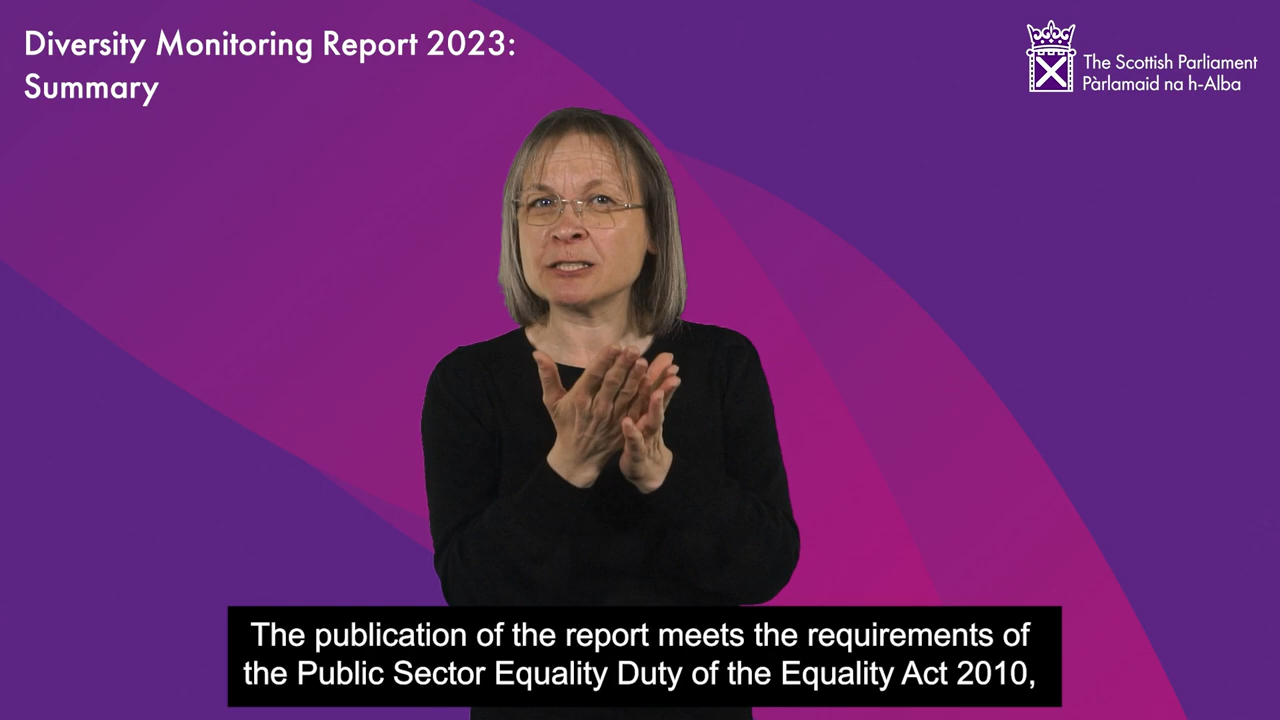 Diversity Monitoring Report 2023:
Summary
The Scottish Parliament
Pàrlamaid na h-Alba
The publication of the report meets the requirements of
the Public Sector Equality Duty of the Equality Act 2010,